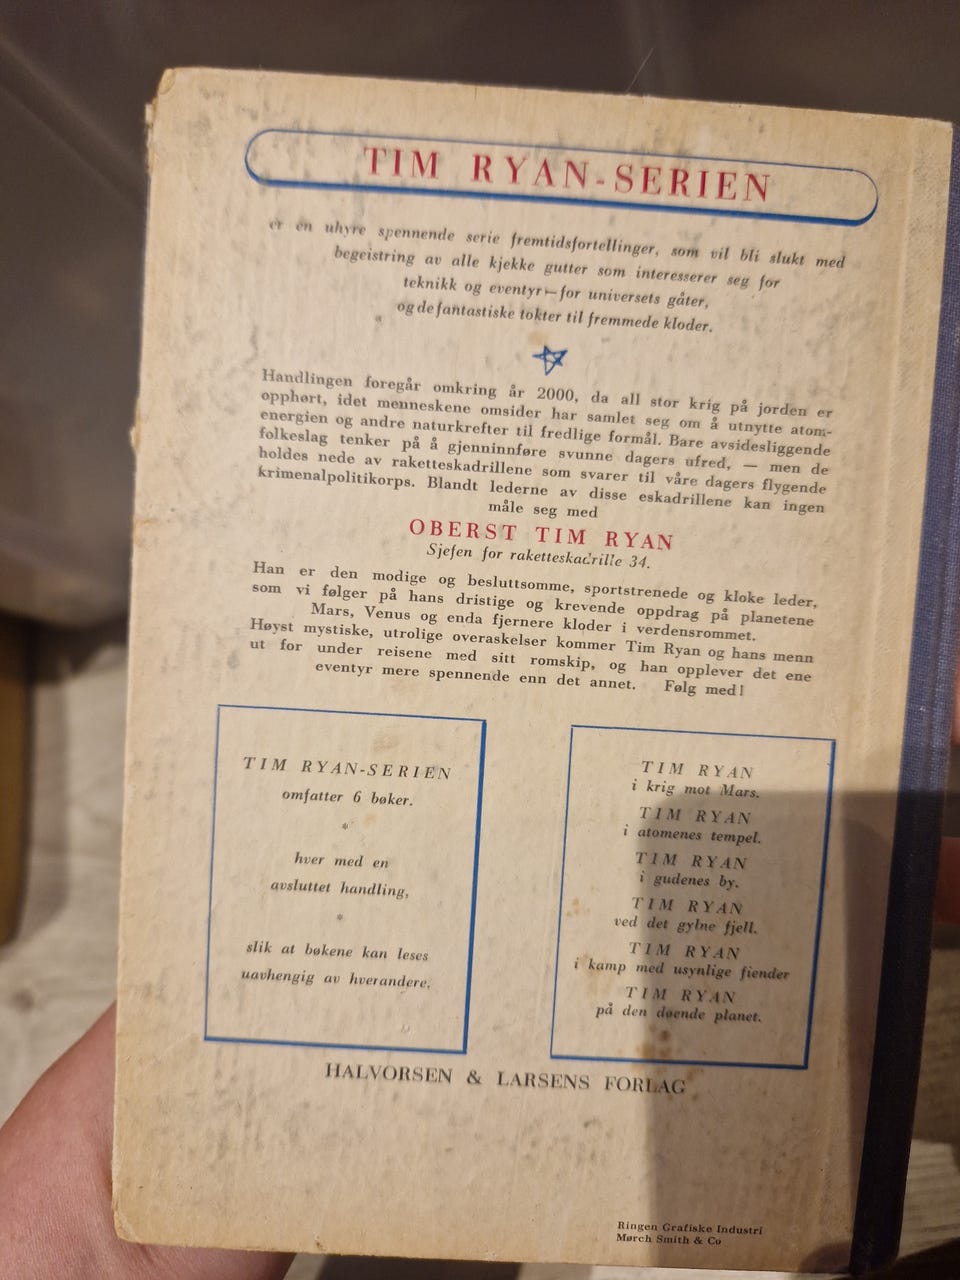 TIM RYAN-SERIEN
er en uhyre spennende serie fremtidsfortellinger, som vil bli slukt med
begeistring av alle kjekke gutter som interesserer seg for
teknikk og eventyr — for universets gåter,
og de fantastiske tokter til fremmede kloder.
Handlingen foregår omkring år 2000, da all stor krig på jorden er
opphørt, idet menneskene omsider har samlet seg om å utnytte atom-
energien og andre naturkrefter til fredlige formål. Bare avsidesliggende
folkeslag tenker på å gjenninnføre svunne dagers ufred, — men de
holdes nede av raketteskadrillene som svarer til våre dagers flygende
krimenalpolitikorps. Blandt lederne av disse eskadrillene kan ingen
måle seg med
OBERST TIM RYAN
Sjefen for raketteskadrille 34.
Han er den modige og besluttsomme, sportstrenede og kloke leder,
som vi følger på hans dristige og krevende oppdrag på planetene
Mars, Venus og enda fjernere kloder i verdensrommet.
Høyst mystiske, utrolige overaskelser kommer Tim Ryan og hans menn
ut for under reisene med sitt romskip, og han opplever det ene
eventyr mere spennende enn det annet. Følg med!
TIM RYAN-SERIEN
omfatter 6 bøker.
*
hver med en
avsluttet handling,
*
slik at bøkene kan leses
uavhengig av hverandre.
TIM RYAN
i krig mot Mars.
TIM RYAN
i atomenes tempel.
TIM RYAN
i gudenes by.
TIM RYAN
ved det gylne fjell.
TIM RYAN
i kamp med usynlige fiender
TIM RYAN
på den døende planet.
HALVORSEN & LARSENS FORLAG
Ringen Grafiske Industri
Mørch Smith & Co